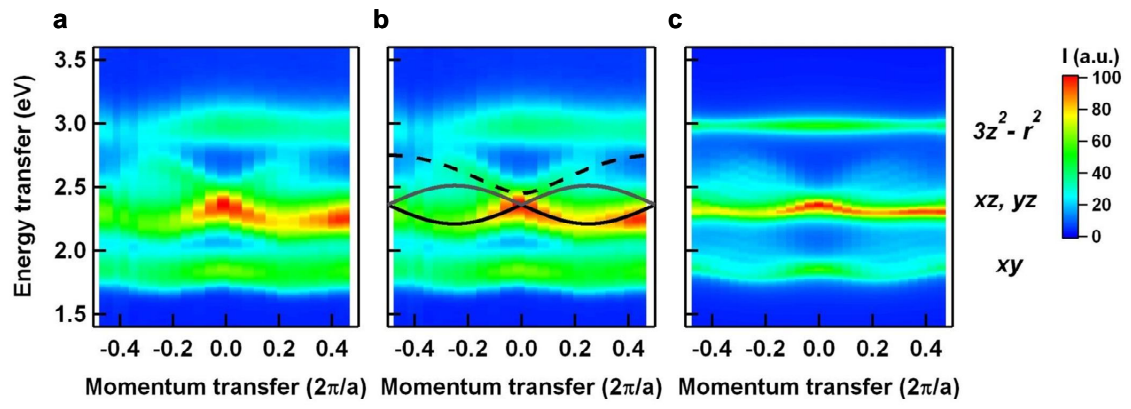 a
b
c
Energy transfer (eV)
3.5
3.0
2.5
2.0
1.5
-0.4 -0.2 0.0 0.2 0.4
-0.4 -0.2 0.0 0.2 0.4
-0.4 -0.2 0.0 0.2 0.4
Momentum transfer (2π/a)
Momentum transfer (2π/a)
Momentum transfer (2π/a)
3z² - r²
xz, yz
xy
I (a.u.)
100
80
60
40
20
0